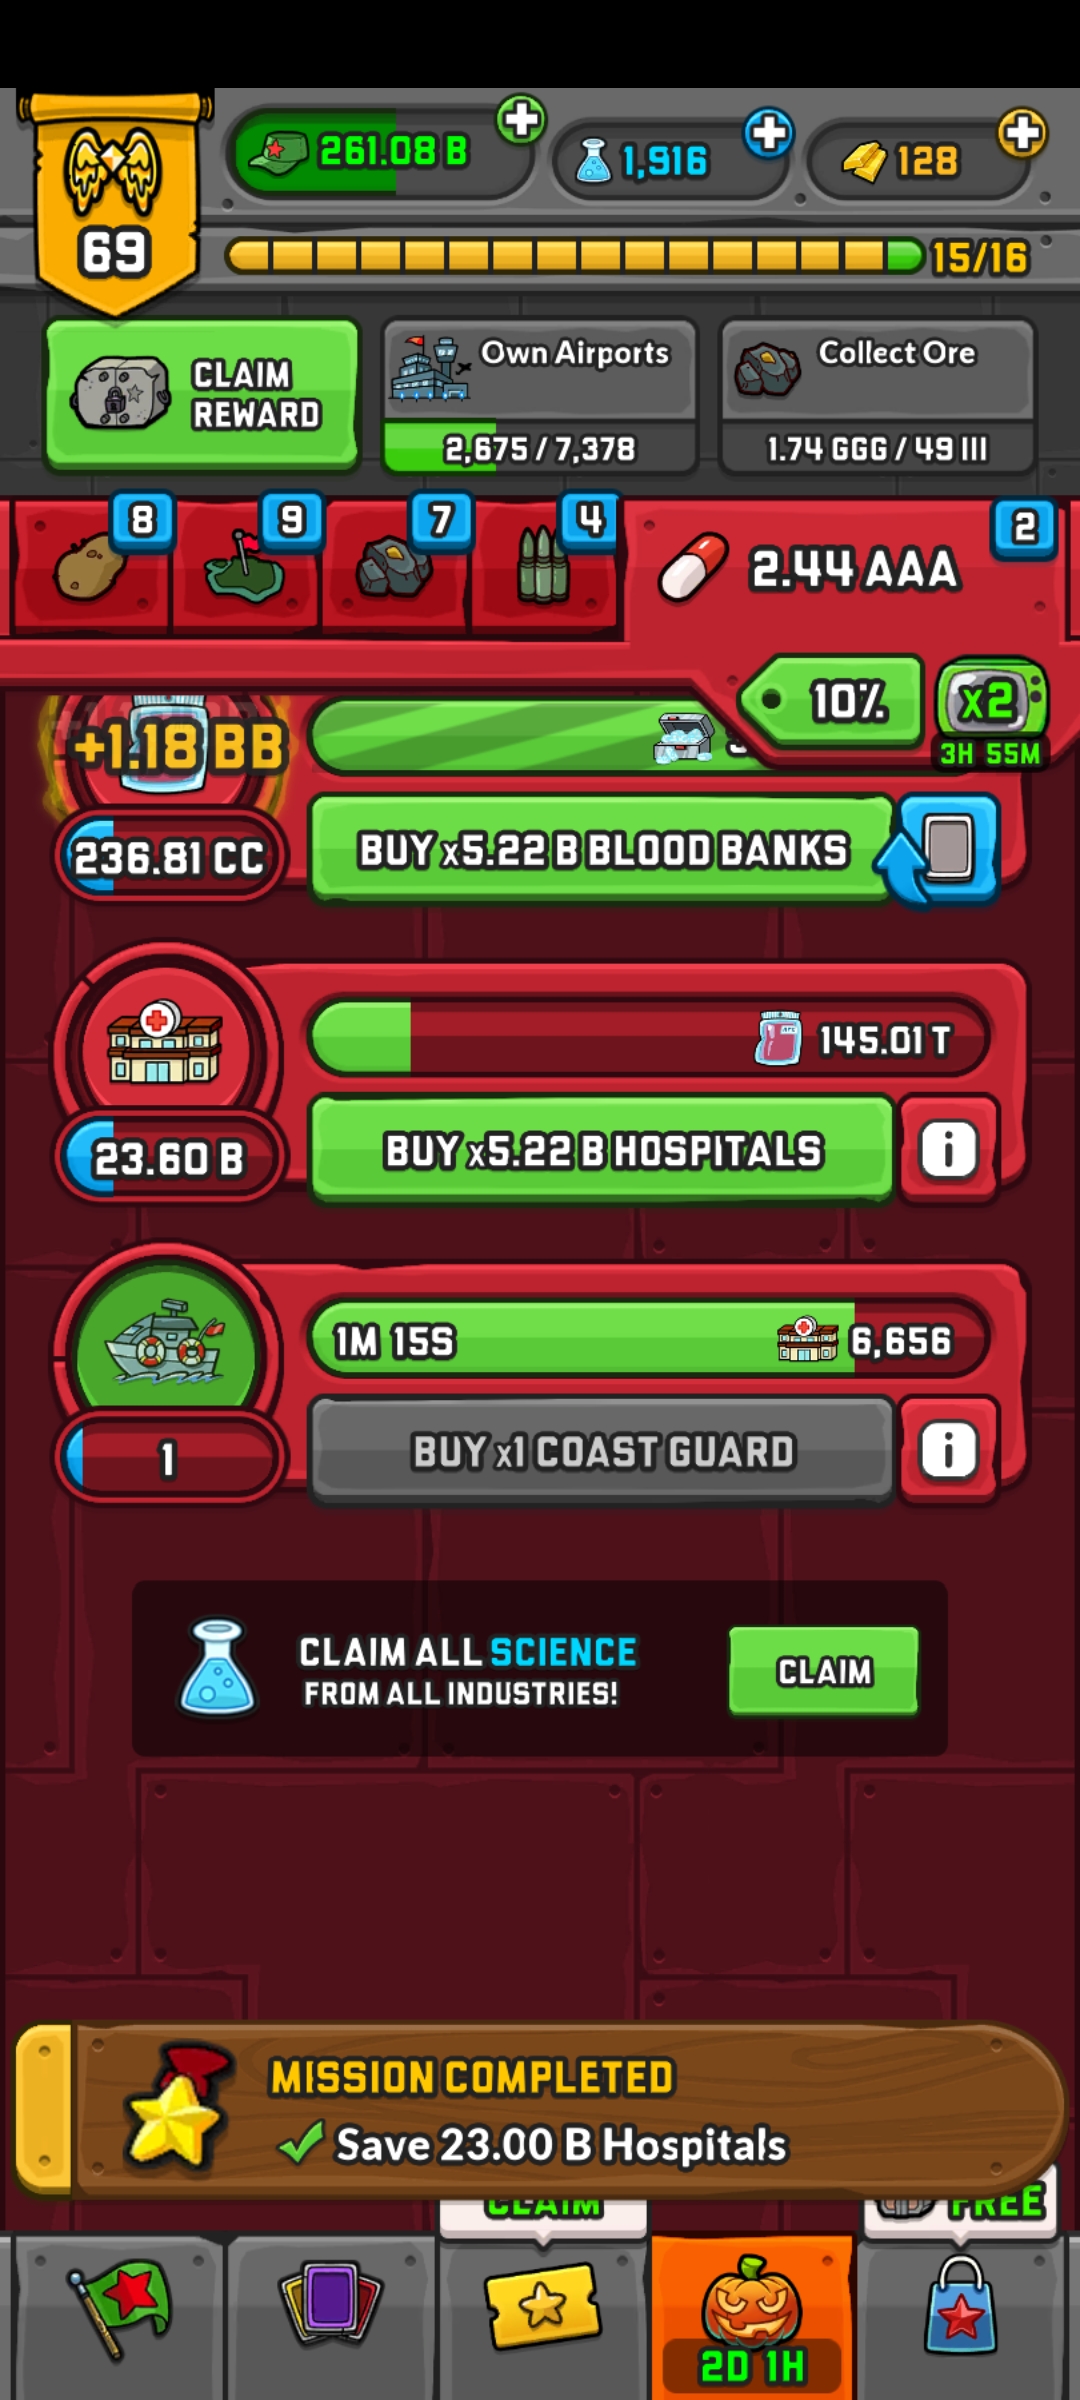 261.08 B
1,916
128
69
15/16
CLAIM
REWARD
Own Airports
2,675 / 7,378
Collect Ore
1.74 GGG / 49 III
8
9
7
4
2
2.44 AAA
10%
x2
3H 55M
+1.18 BB
236.81 CC
BUY x5.22 B BLOOD BANKS
145.01 T
23.60 B
BUY x5.22 B HOSPITALS
1M 15S
6,656
1
BUY x1 COAST GUARD
CLAIM ALL SCIENCE
FROM ALL INDUSTRIES!
CLAIM
MISSION COMPLETED
Save 23.00 B Hospitals
CLAIM
FREE
2D 1H